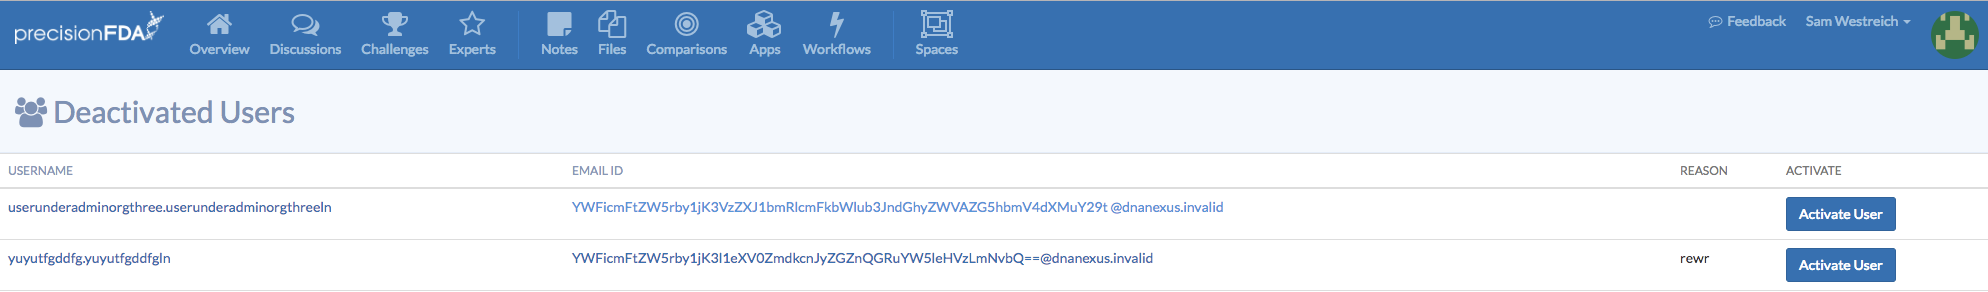 precisionFDA Overview Discussions Challenges Experts Notes Files Comparisons Apps Workflows Spaces Feedback Sam Westreich
Deactivated Users
USERNAME EMAIL ID REASON ACTIVATE
userunderadminorgthree.userunderadminorgthreeln YWFicmFtZW5rby1jK3VzZXJ1bmRlcmFkbWlub3JndGhyZWVAZG5hbmV4dXMuY29t @dnanexus.invalid Activate User
yuyutfgddfg.yuyutfgddfgln YWFicmFtZW5rby1jK3l1eXV0ZmdkcnJyZGZnQGRuYW5leHVzLmNvbQ==@dnanexus.invalid rewr Activate User